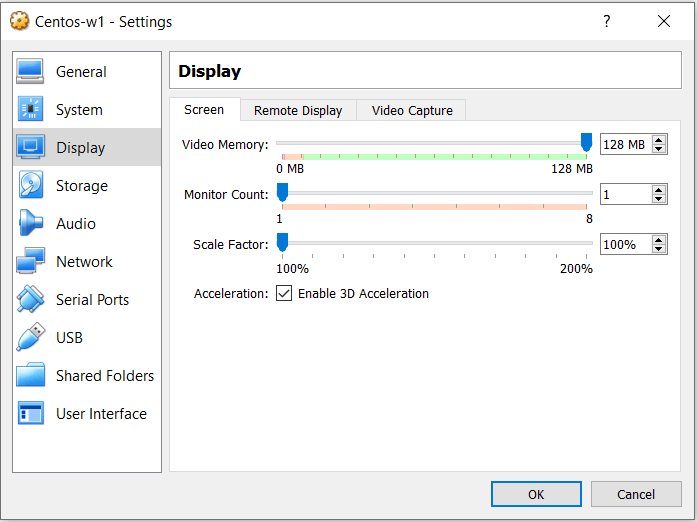 Centos-w1 - Settings
General
System
Display
Storage
Audio
Network
Serial Ports
USB
Shared Folders
User Interface
Display
Screen
Remote Display
Video Capture
Video Memory:
128 MB
0 MB
128 MB
Monitor Count:
1
1
8
Scale Factor:
100%
100%
200%
Acceleration:
Enable 3D Acceleration
OK
Cancel